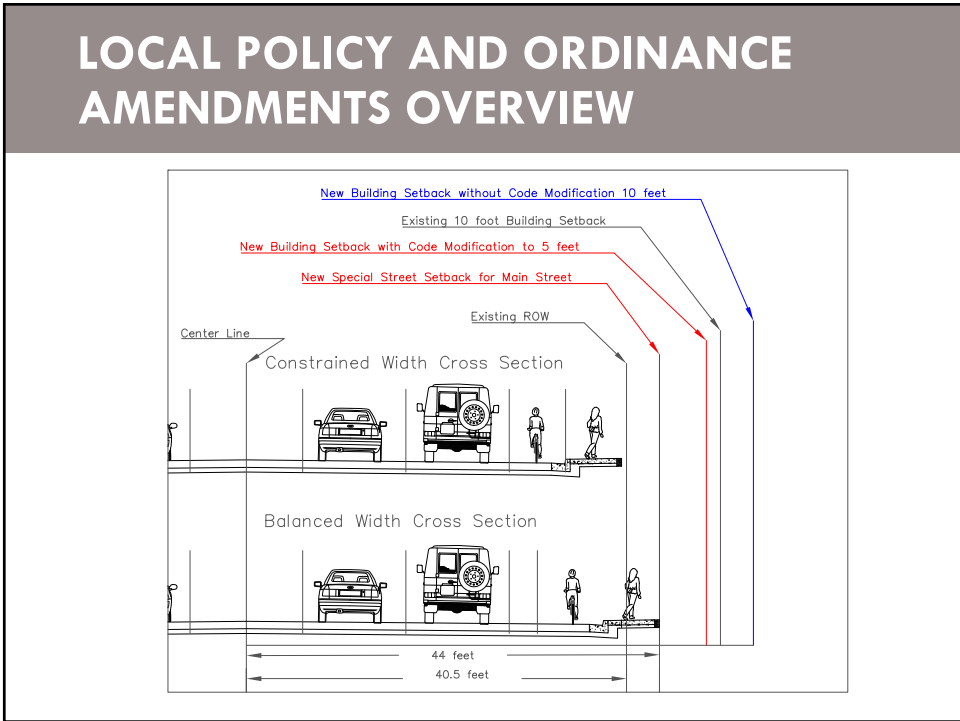 LOCAL POLICY AND ORDINANCE
AMENDMENTS OVERVIEW
New Building Setback without Code Modification 10 feet
Existing 10 foot Building Setback
New Building Setback with Code Modification to 5 feet
New Special Street Setback for Main Street
Existing ROW
Center Line
Constrained Width Cross Section
Balanced Width Cross Section
44 feet
40.5 feet